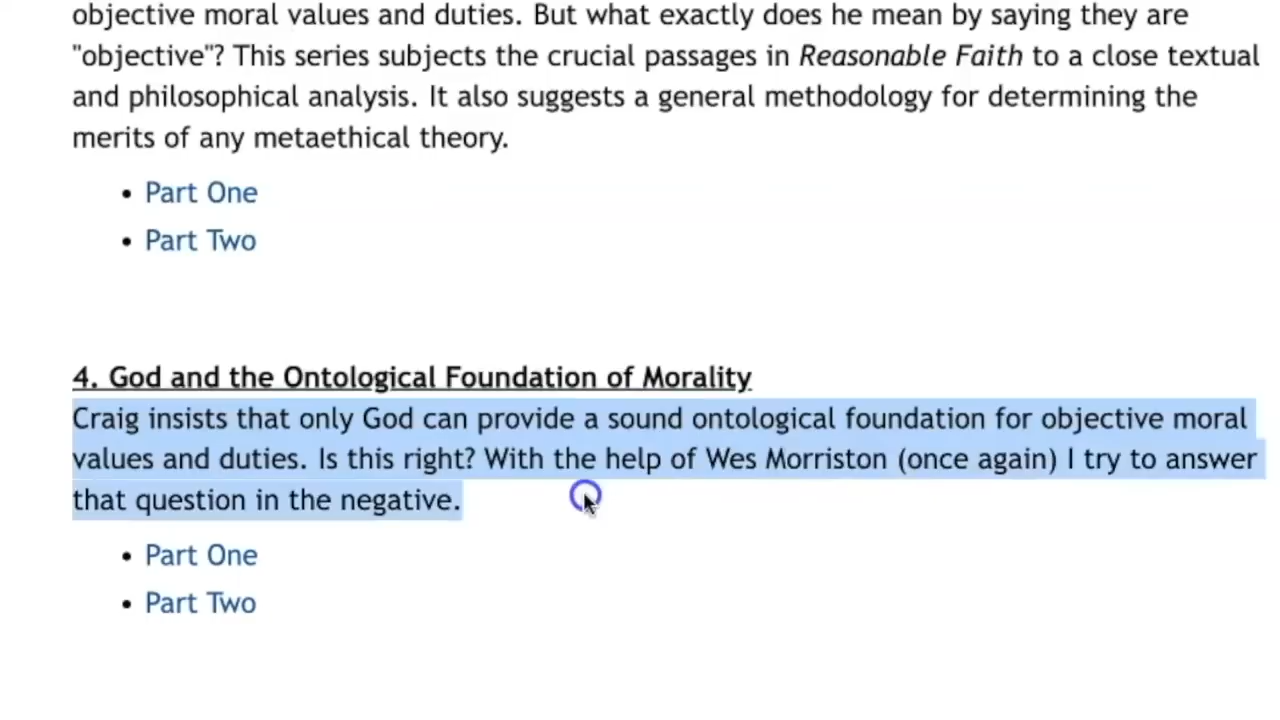 objective moral values and duties. But what exactly does he mean by saying they are
"objective"? This series subjects the crucial passages in Reasonable Faith to a close textual
and philosophical analysis. It also suggests a general methodology for determining the
merits of any metaethical theory.
• Part One
• Part Two
4. God and the Ontological Foundation of Morality
Craig insists that only God can provide a sound ontological foundation for objective moral
values and duties. Is this right? With the help of Wes Morriston (once again) I try to answer
that question in the negative.
• Part One
• Part Two